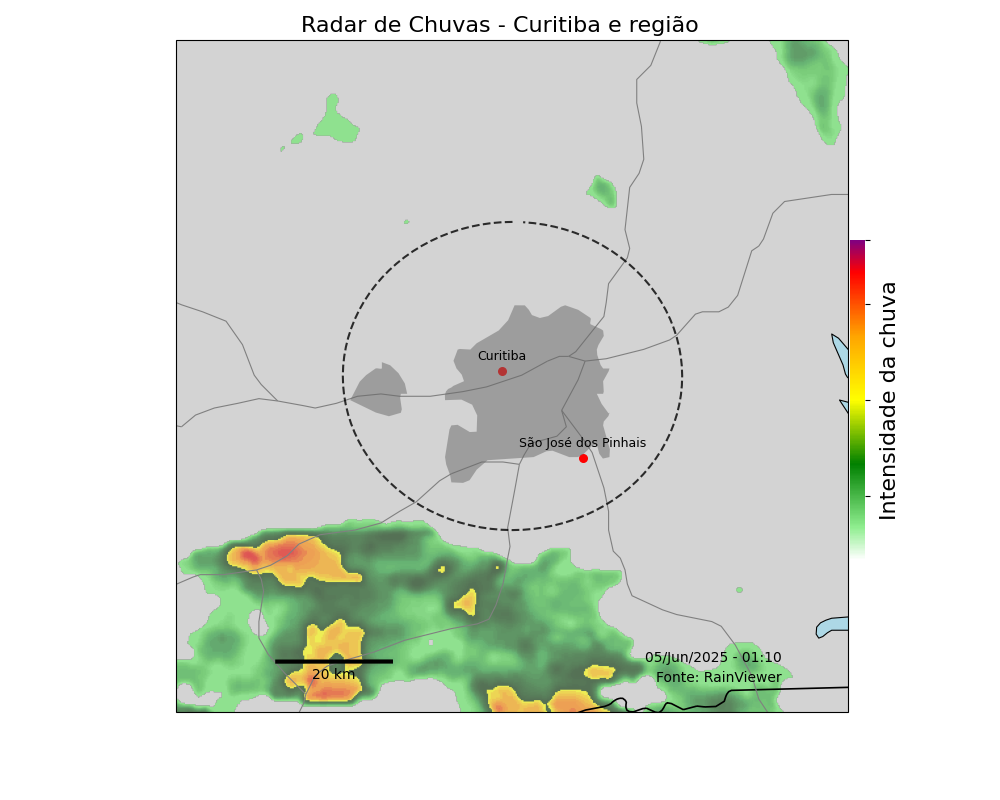 Radar de Chuvas - Curitiba e região
Curitiba
São José dos Pinhais
Intensidade da chuva
05/Jun/2025 - 01:10
Fonte: RainViewer
20 km